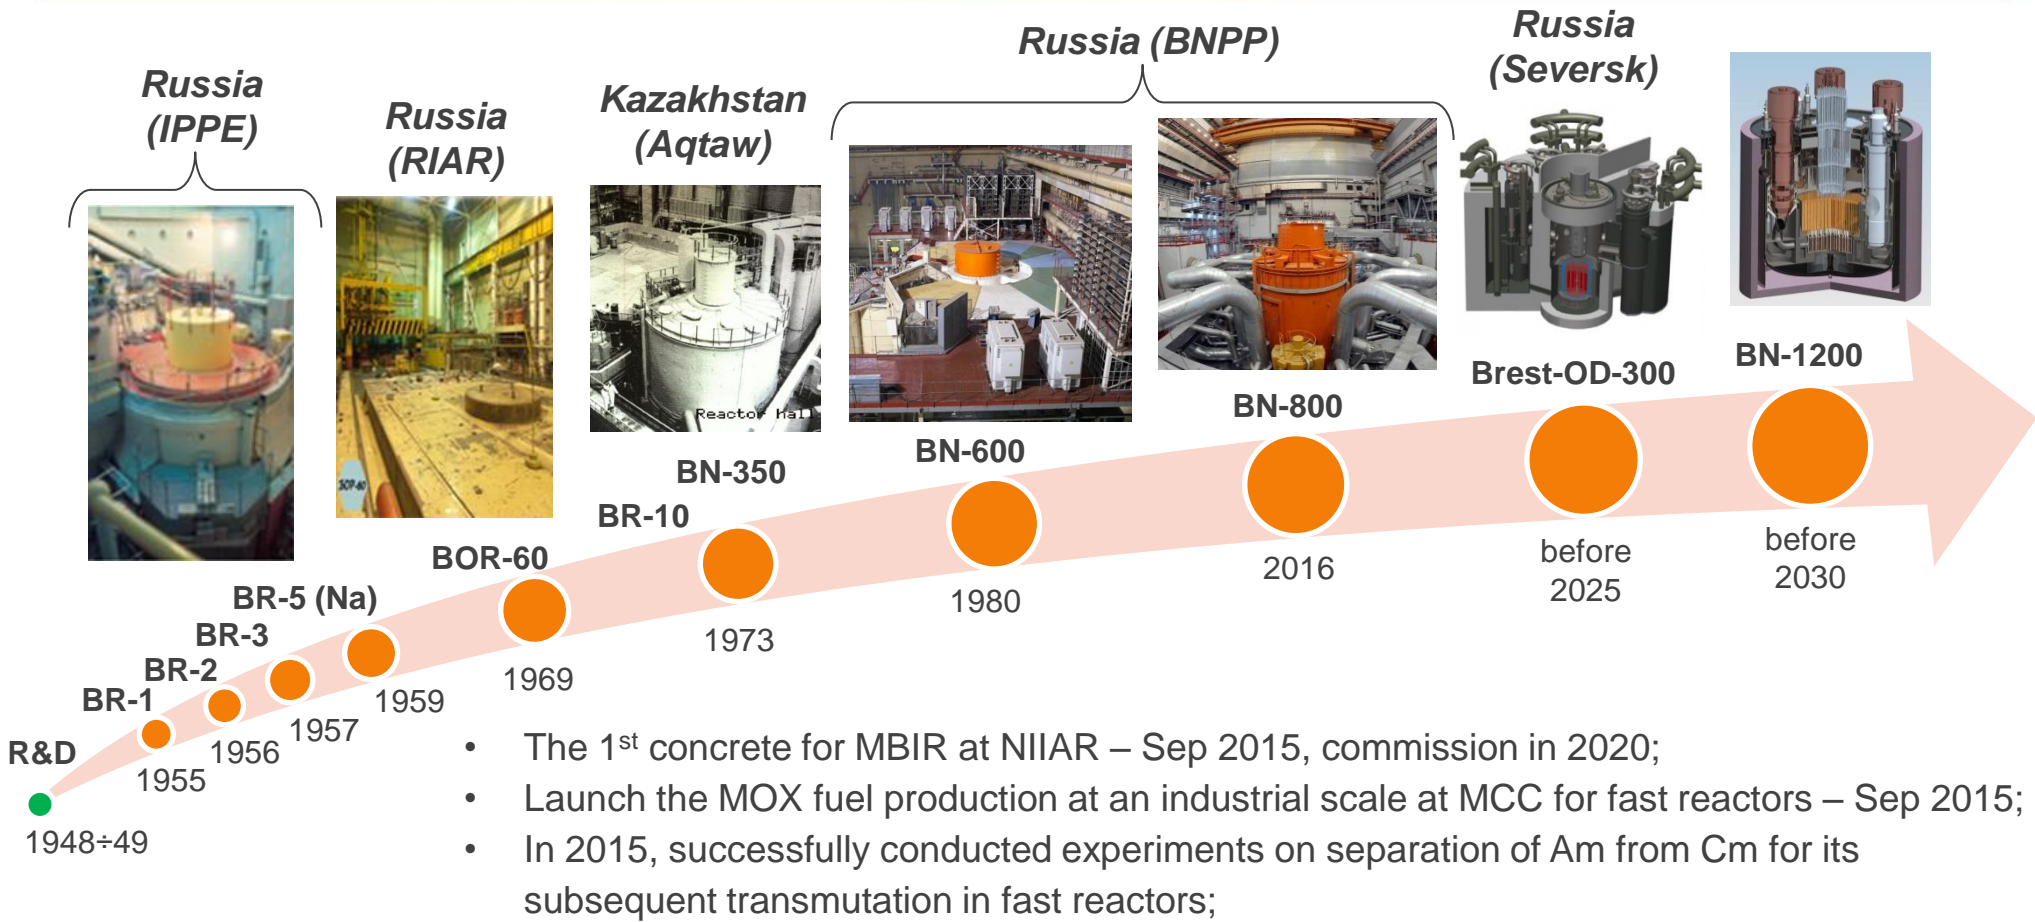 Russia
(IPPE)
Russia
(RIAR)
Kazakhstan
(Aqtaw)
Russia (BNPP)
Russia
(Seversk)
Reactor hall
БОР-60
R&D
1948÷49
BR-1
1955
BR-2
1956
BR-3
1957
BR-5 (Na)
1959
BOR-60
1969
BR-10
BN-350
1973
BN-600
1980
BN-800
2016
Brest-OD-300
before
2025
BN-1200
before
2030
• The 1st concrete for MBIR at NIIAR – Sep 2015, commission in 2020;
• Launch the MOX fuel production at an industrial scale at MCC for fast reactors – Sep 2015;
• In 2015, successfully conducted experiments on separation of Am from Cm for its
subsequent transmutation in fast reactors;